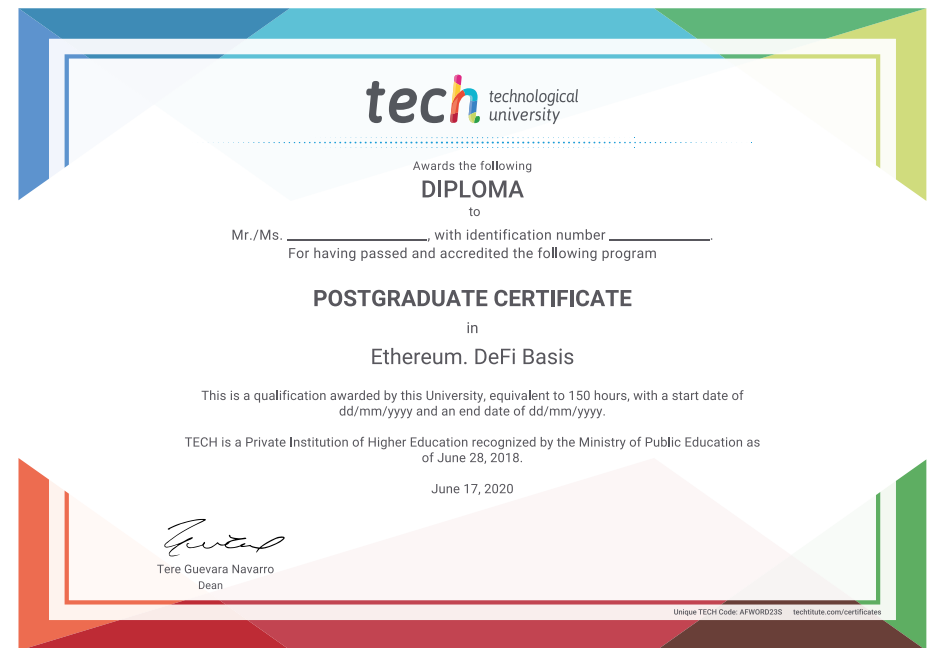 tech technological
university
Awards the following
DIPLOMA
to
Mr./Ms. ____________________, with identification number ______________.
For having passed and accredited the following program
POSTGRADUATE CERTIFICATE
in
Ethereum. DeFi Basis
This is a qualification awarded by this University, equivalent to 150 hours, with a start date of
dd/mm/yyyy and an end date of dd/mm/yyyy.
TECH is a Private Institution of Higher Education recognized by the Ministry of Public Education as
of June 28, 2018.
June 17, 2020
Tere Guevara Navarro
Dean
Unique TECH Code: AFWORD23S techtitute.com/certificates